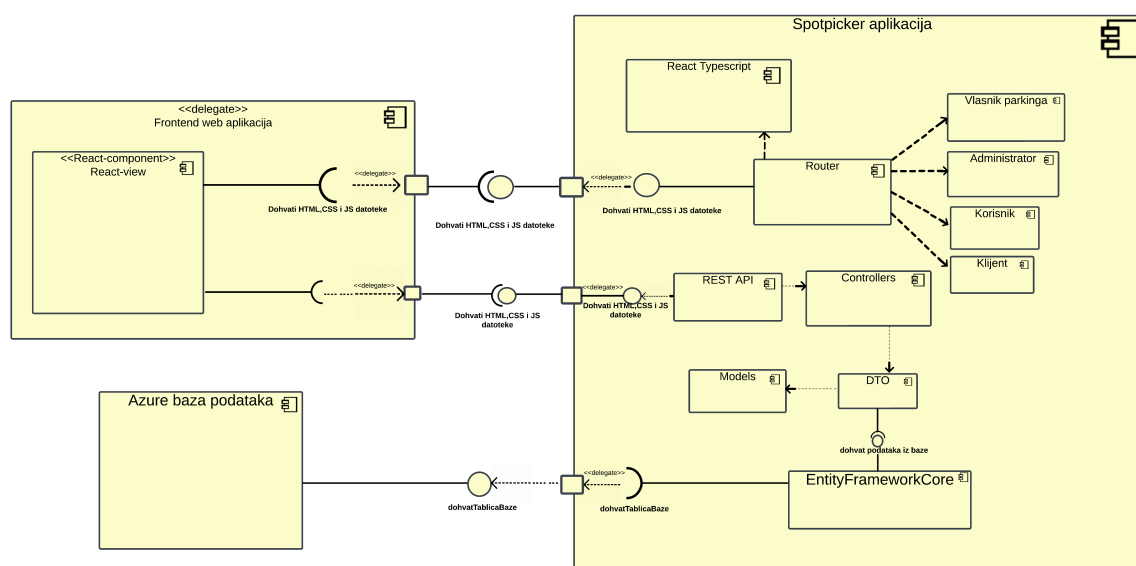 Spotpicker aplikacija
React Typescript
Vlasnik parkinga
<<delegate>>
Frontend web aplikacija
<<React-component>>
React-view
Router
Administrator
<<delegate>>
<<delegate>>
Dohvati HTML,CSS i JS datoteke
Dohvati HTML,CSS i JS datoteke
Dohvati HTML,CSS i JS datoteke
Korisnik
Klijent
REST API
Controllers
<<delegate>>
<<delegate>>
Dohvati HTML,CSS i JS
datoteke
Dohvati HTML,CSS i JS
datoteke
Models
DTO
Azure baza podataka
dohvat podataka iz baze
<<delegate>>
EntityFrameworkCore
dohvatTablicaBaze
dohvatTablicaBaze